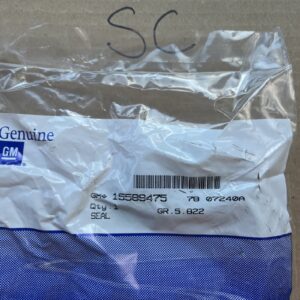 SC
Genuine
GM
GM# 15589475 78 07240A
Qty 1 GR.5.822
SEAL